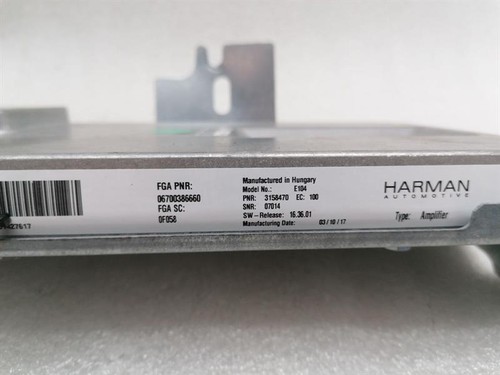 FGA PNR:
06700386660
FGA SC:
0F058
Manufactured in Hungary
Model No.: E104
PNR: 3158470 EC: 100
SNR: 07014
SW-Release: 16.36.01
Manufacturing Date: 03/10/17
HARMAN
AUTOMOTIVE
Type: Amplifier